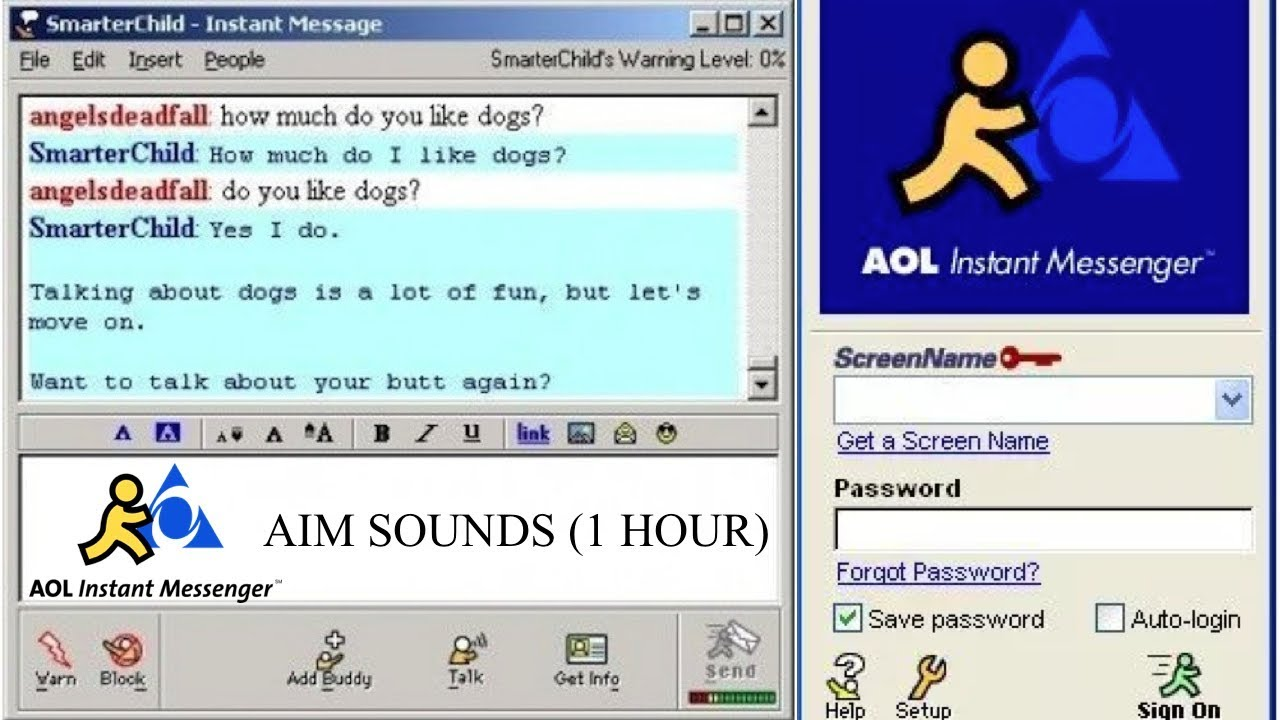 SmarterChild - Instant Message
File Edit Insert People SmarterChild's Warning Level: 0%
angelsdeadfall: how much do you like dogs?
SmarterChild: How much do I like dogs?
angelsdeadfall: do you like dogs?
SmarterChild: Yes I do.
Talking about dogs is a lot of fun, but let's
move on.
Want to talk about your butt again?
A A A A A B I U link
AIM SOUNDS (1 HOUR)
AOL Instant Messenger™
Warn Block Add Buddy Talk Get Info Send
AOL Instant Messenger™
ScreenName
Get a Screen Name
Password
Forgot Password?
Save password Auto-login
Help Setup Sign On